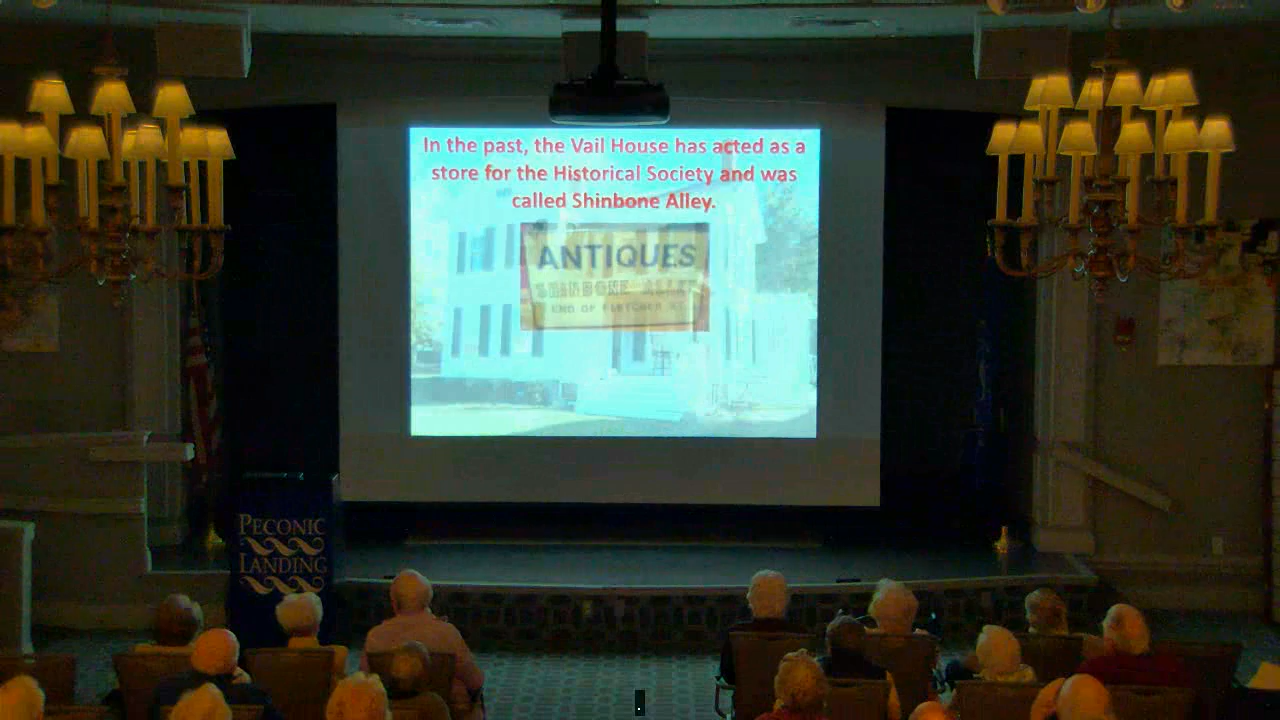 In the past, the Vail House has acted as a
store for the Historical Society and was
called Shinbone Alley.
ANTIQUES
SHINBONE ALLEY
END OF FLETCHER ST.
PECONIC
LANDING